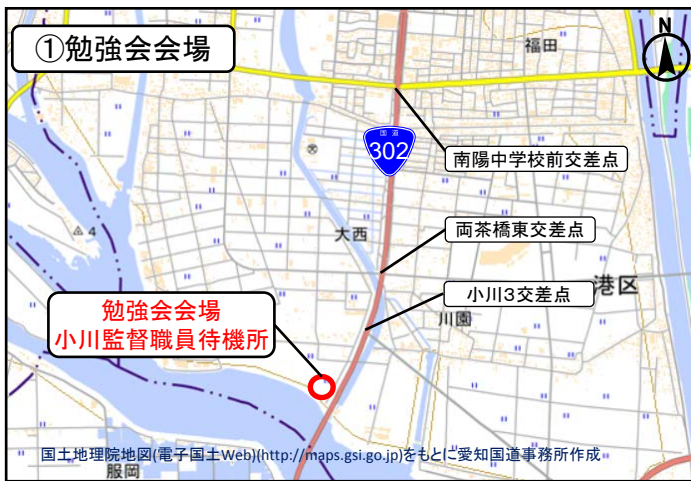 ①勉強会会場
福田
N
国道
302
南陽中学校前交差点
大西
両茶橋東交差点
4
港区
小川3交差点
勉強会会場
小川監督職員待機所
川園
国土地理院地図(電子国土Web)(http://maps.gsi.go.jp)をもとに愛知国道事務所作成
服岡